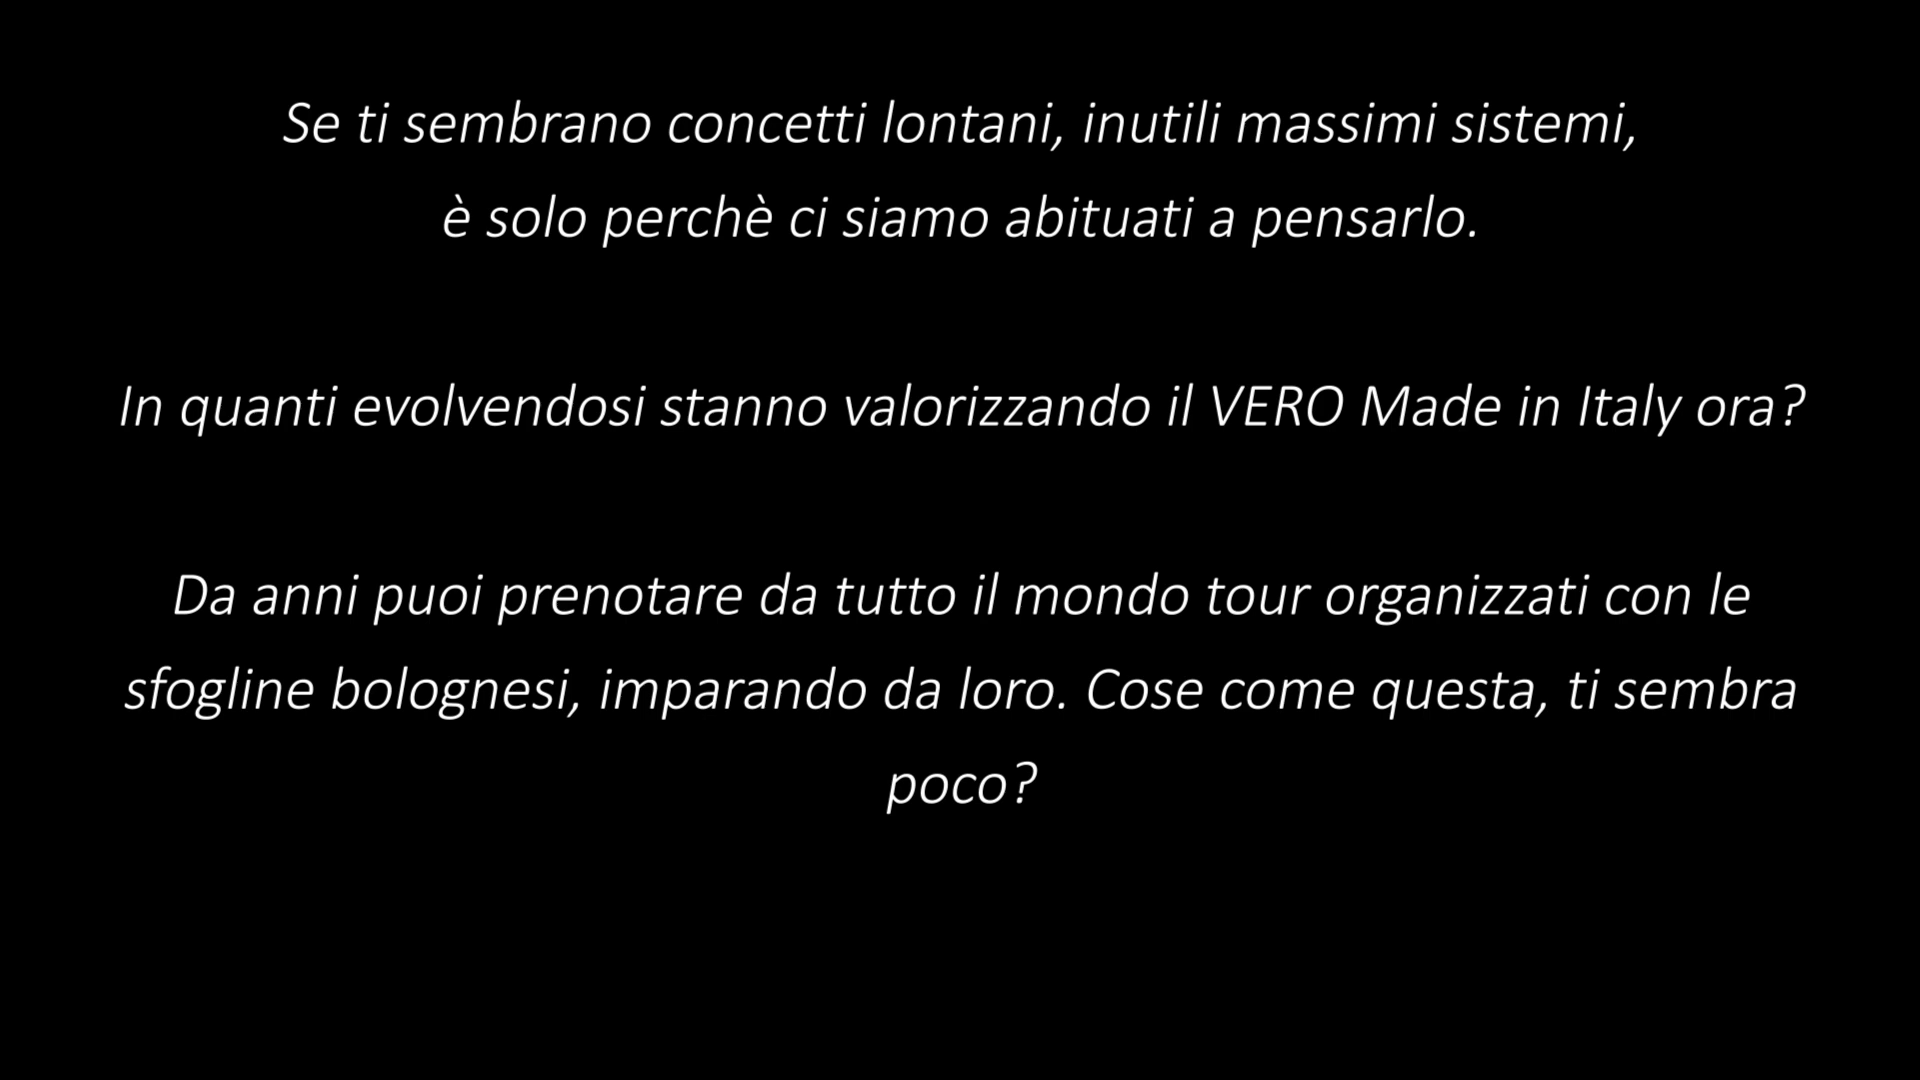 Se ti sembrano concetti lontani, inutili massimi sistemi,
è solo perchè ci siamo abituati a pensarlo.
In quanti evolvendosi stanno valorizzando il VERO Made in Italy ora?
Da anni puoi prenotare da tutto il mondo tour organizzati con le
sfogline bolognesi, imparando da loro. Cose come questa, ti sembra
poco?